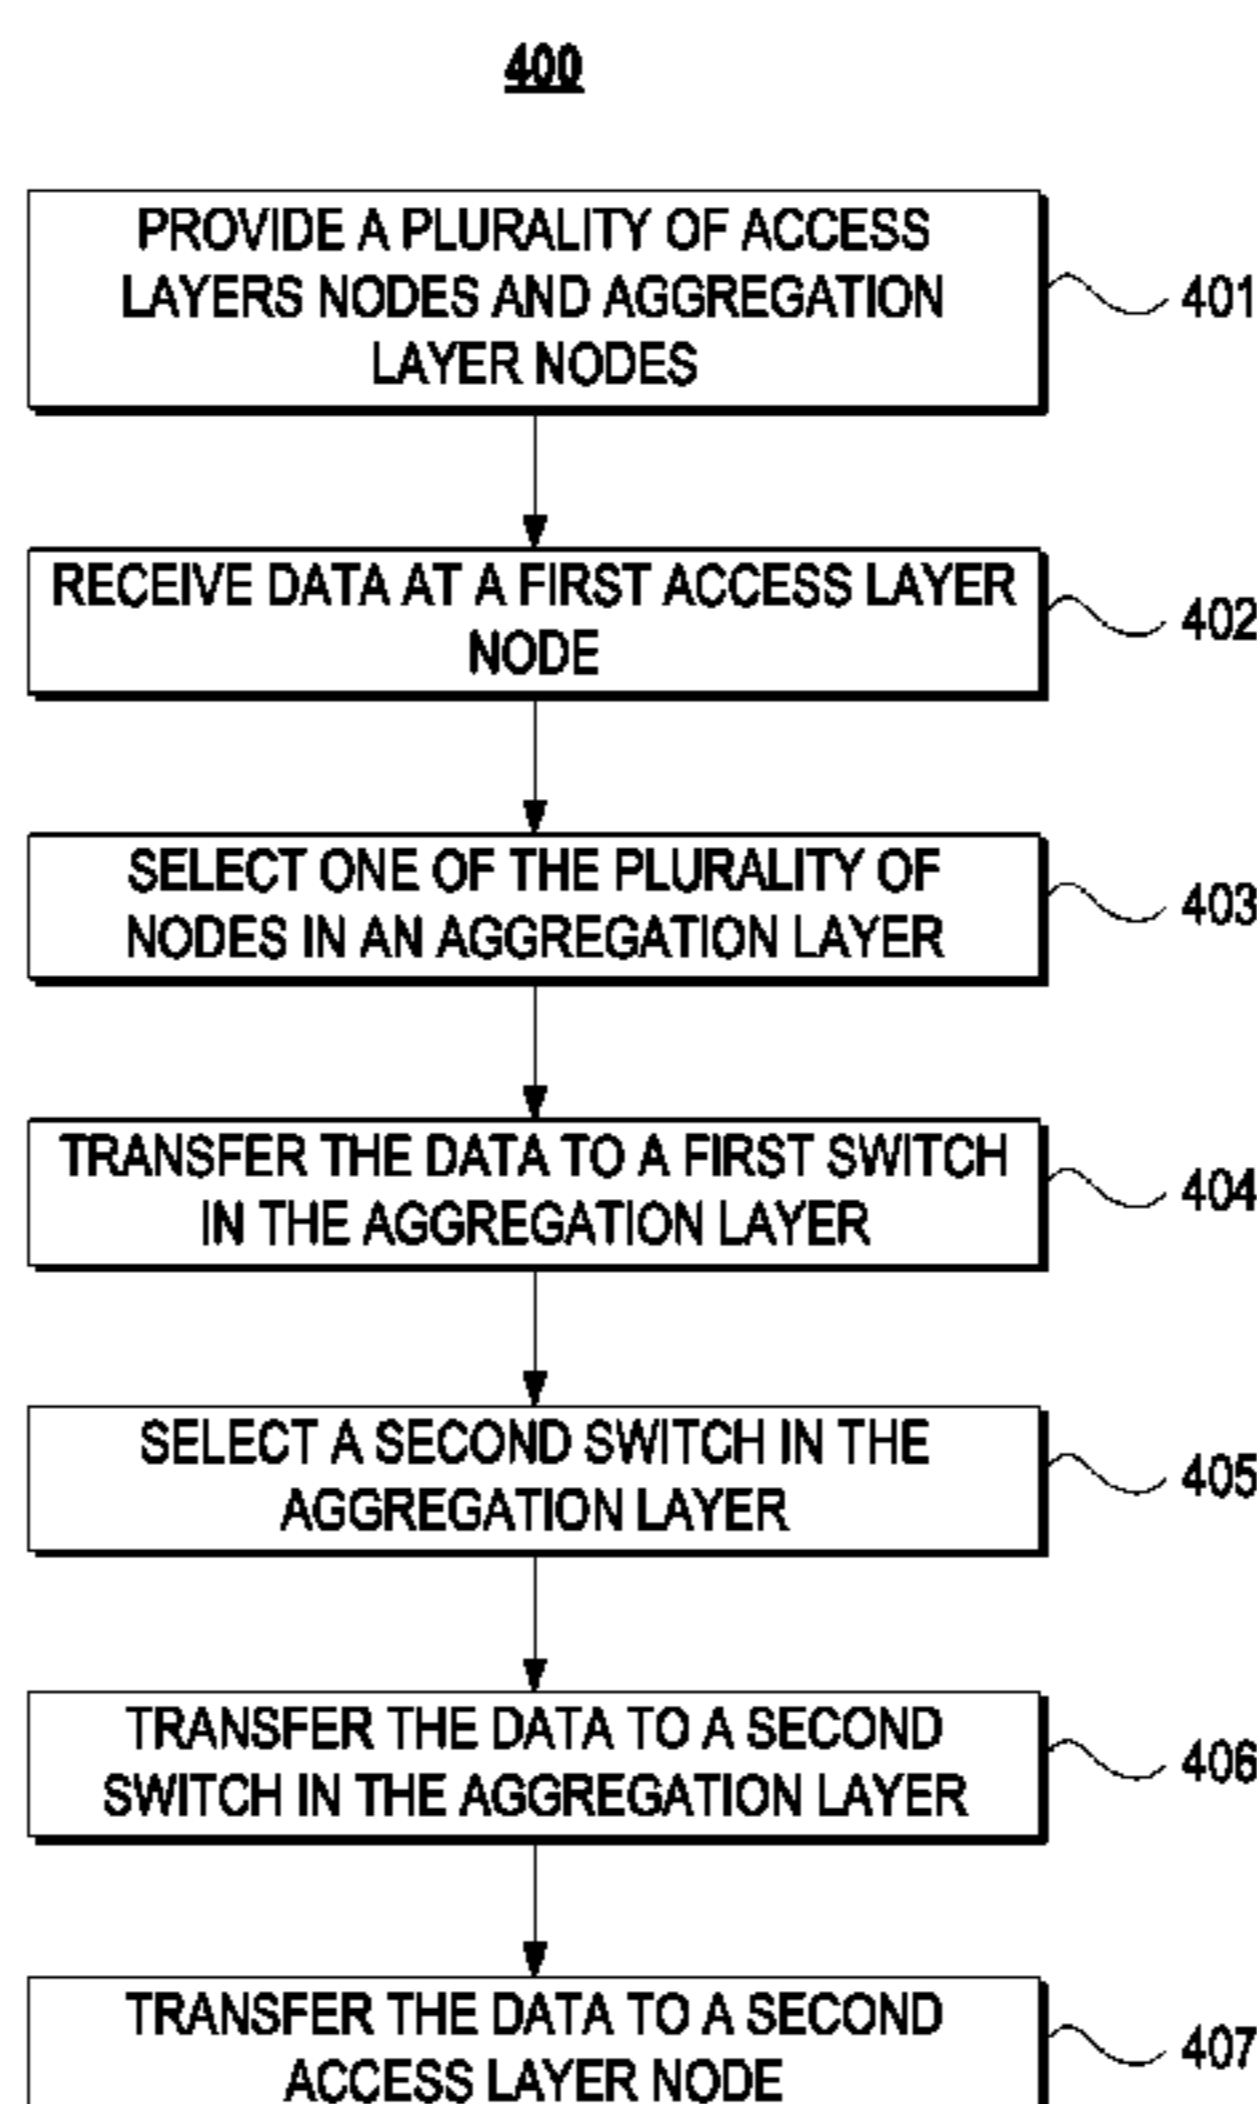 400
PROVIDE A PLURALITY OF ACCESS
LAYERS NODES AND AGGREGATION
LAYER NODES
401
RECEIVE DATA AT A FIRST ACCESS LAYER
NODE
402
SELECT ONE OF THE PLURALITY OF
NODES IN AN AGGREGATION LAYER
403
TRANSFER THE DATA TO A FIRST SWITCH
IN THE AGGREGATION LAYER
404
SELECT A SECOND SWITCH IN THE
AGGREGATION LAYER
405
TRANSFER THE DATA TO A SECOND
SWITCH IN THE AGGREGATION LAYER
406
TRANSFER THE DATA TO A SECOND
ACCESS LAYER NODE
407